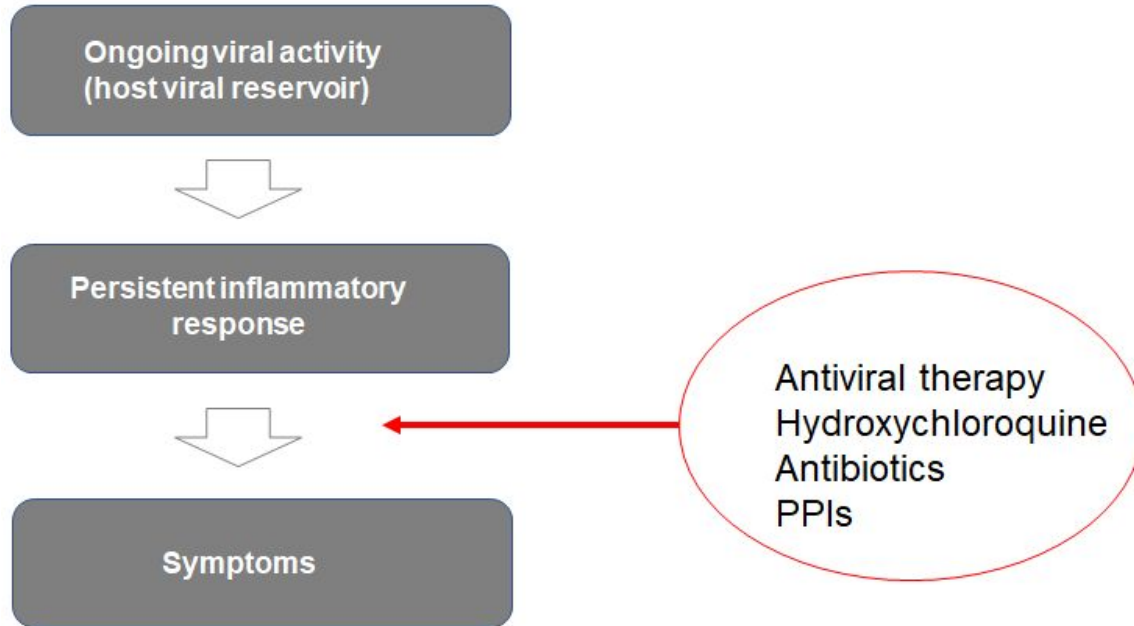 Ongoing viral activity
(host viral reservoir)
Persistent inflammatory
response
Symptoms
Antiviral therapy
Hydroxychloroquine
Antibiotics
PPIs